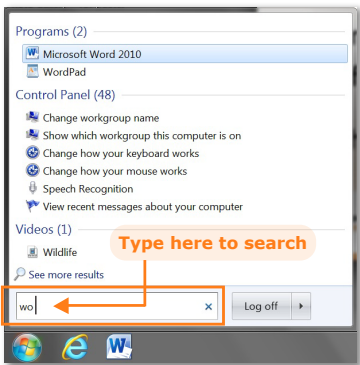 Programs (2)
Microsoft Word 2010
WordPad
Control Panel (48)
Change workgroup name
Show which workgroup this computer is on
Change how your keyboard works
Change how your mouse works
Speech Recognition
View recent messages about your computer
Videos (1)
Wildlife
Type here to search
See more results
wo
Log off